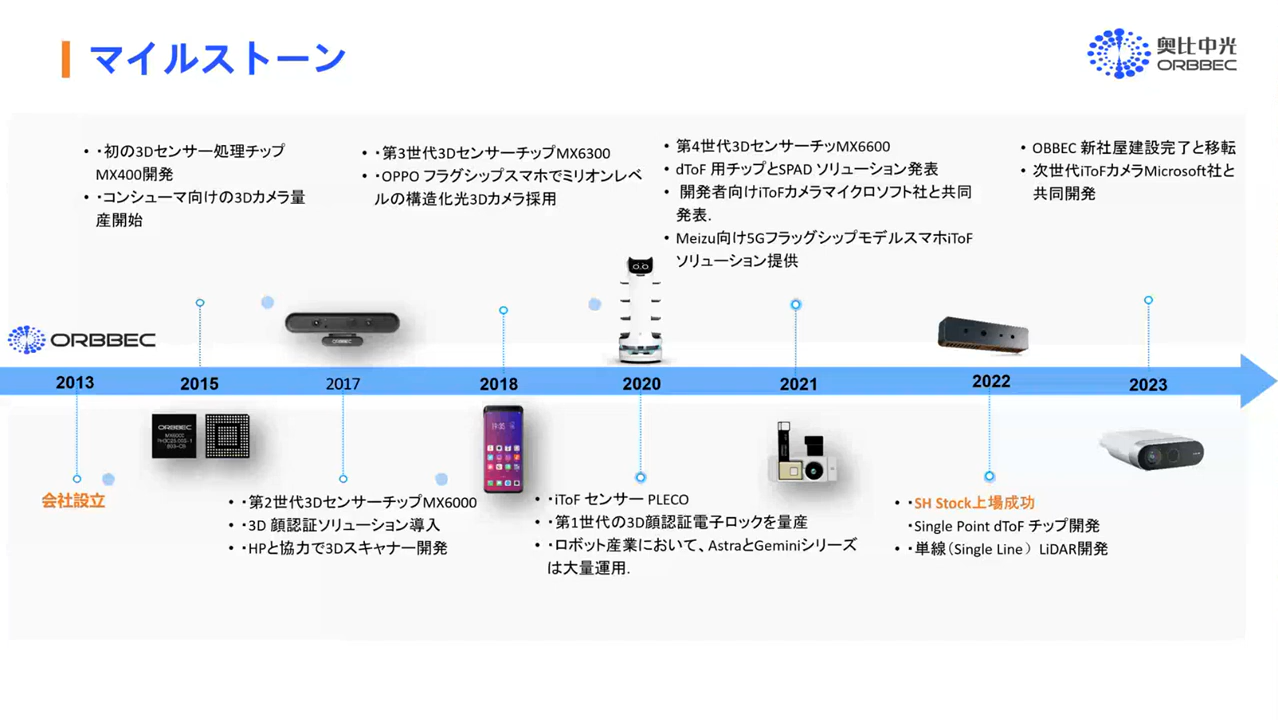 マイルストーン
奥比中光
ORBBEC
• ・初の3Dセンサー処理チップ
MX400開発
• ・コンシューマ向けの3Dカメラ量
産開始
• ・第3世代3DセンサーチップMX6300
• ・OPPO フラグシップスマホでミリオンレベ
ルの構造化光3Dカメラ採用
• 第4世代3DセンサーチッMX6600
• dToF 用チップとSPAD ソリューション発表
• 開発者向けiToFカメラマイクロソフト社と共同
発表.
• Meizu向け5GフラッグシップモデルスマホiToF
ソリューション提供
• OBBEC 新社屋建設完了と移転
• 次世代iToFカメラMicrosoft社と
共同開発
ORBBEC
2013
2015
2017
2018
2020
2021
2022
2023
ORBBEC
ORBBEC
会社設立
• ・第2世代3DセンサーチップMX6000
• ・3D 顔認証ソリューション導入
• ・HPと協力で3Dスキャナー開発
• ・iToF センサー PLECO
• ・第1世代の3D顔認証電子ロックを量産
• ・ロボット産業において、AstraとGeminiシリーズ
は大量運用.
• ・SH Stock上場成功
・Single Point dToF チップ開発
• ・単線（Single Line） LiDAR開発